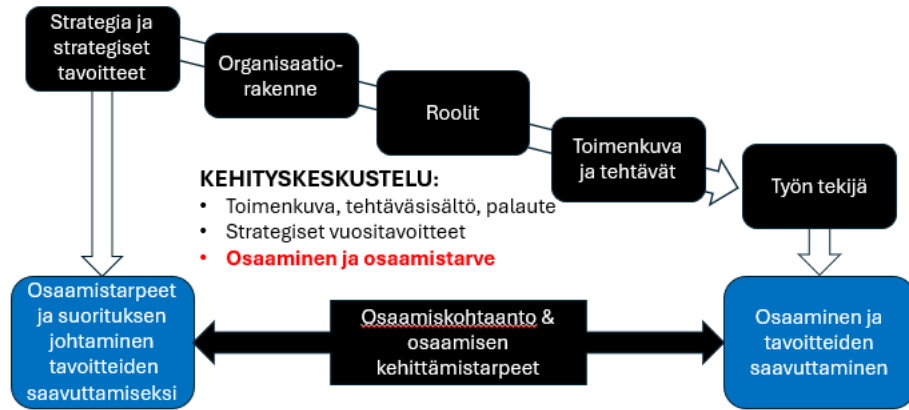 Strategia ja
strategiset
tavoitteet
Organisaatio-
rakenne
Roolit
Toimenkuva
ja tehtävät
Työn tekijä
KEHITYSKESKUSTELU:
• Toimenkuva, tehtäväsisältö, palaute
• Strategiset vuositavoitteet
• Osaaminen ja osaamistarve
Osaamistarpeet
ja suorituksen
johtaminen
tavoitteiden
saavuttamiseksi
Osaamiskohtaanto &
osaamisen
kehittämistarpeet
Osaaminen ja
tavoitteiden
saavuttaminen